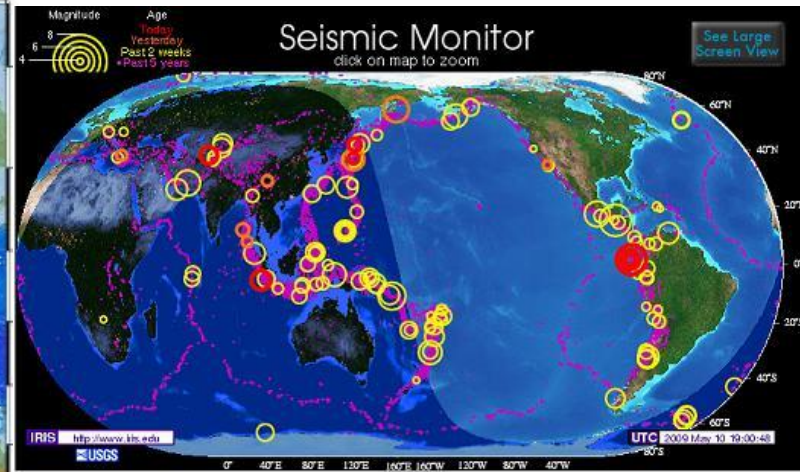 Magnitude
8
6
4
Age
Today
Yesterday
Past 2 weeks
•Past 5 years
Seismic Monitor
click on map to zoom
See Large
Screen View
80°N
60°N
40°N
20°N
0°
20°S
40°S
60°S
80°S
IRIS http://www.iris.edu
USGS
UTC 2009 May 10 19:00:48
0° 40°E 80°E 120°E 160°E 160°W 120°W 80°W 40°W